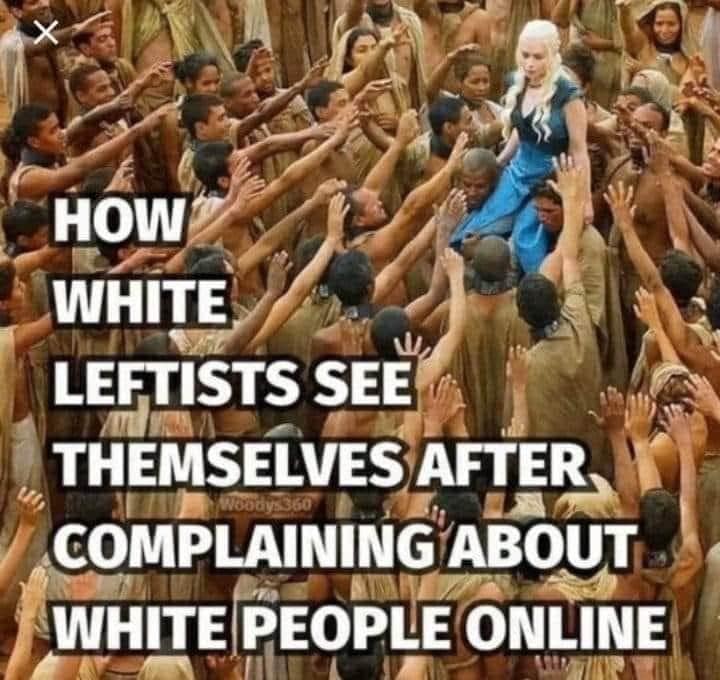 HOW
WHITE
LEFTISTS SEE
THEMSELVES AFTER
Woodys360
COMPLAINING ABOUT
WHITE PEOPLE ONLINE